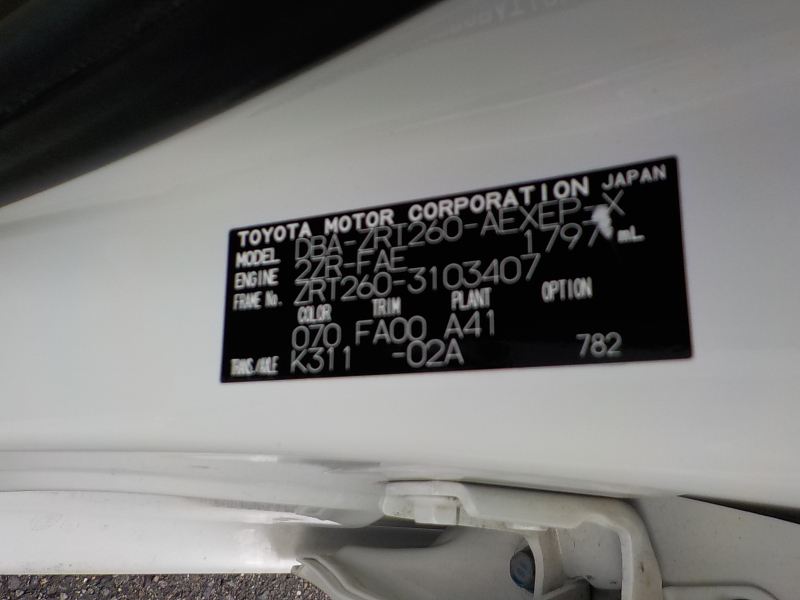 TOYOTA MOTOR CORPORATION JAPAN
MODEL DBA-ZRT260-AEXEP-X
ENGINE 2ZR-FAE 1797 mL
FRAME No. ZRT260-3103407
COLOR TRIM PLANT OPTION
070 FA00 A41
TRANS./AXLE K311 -02A 782